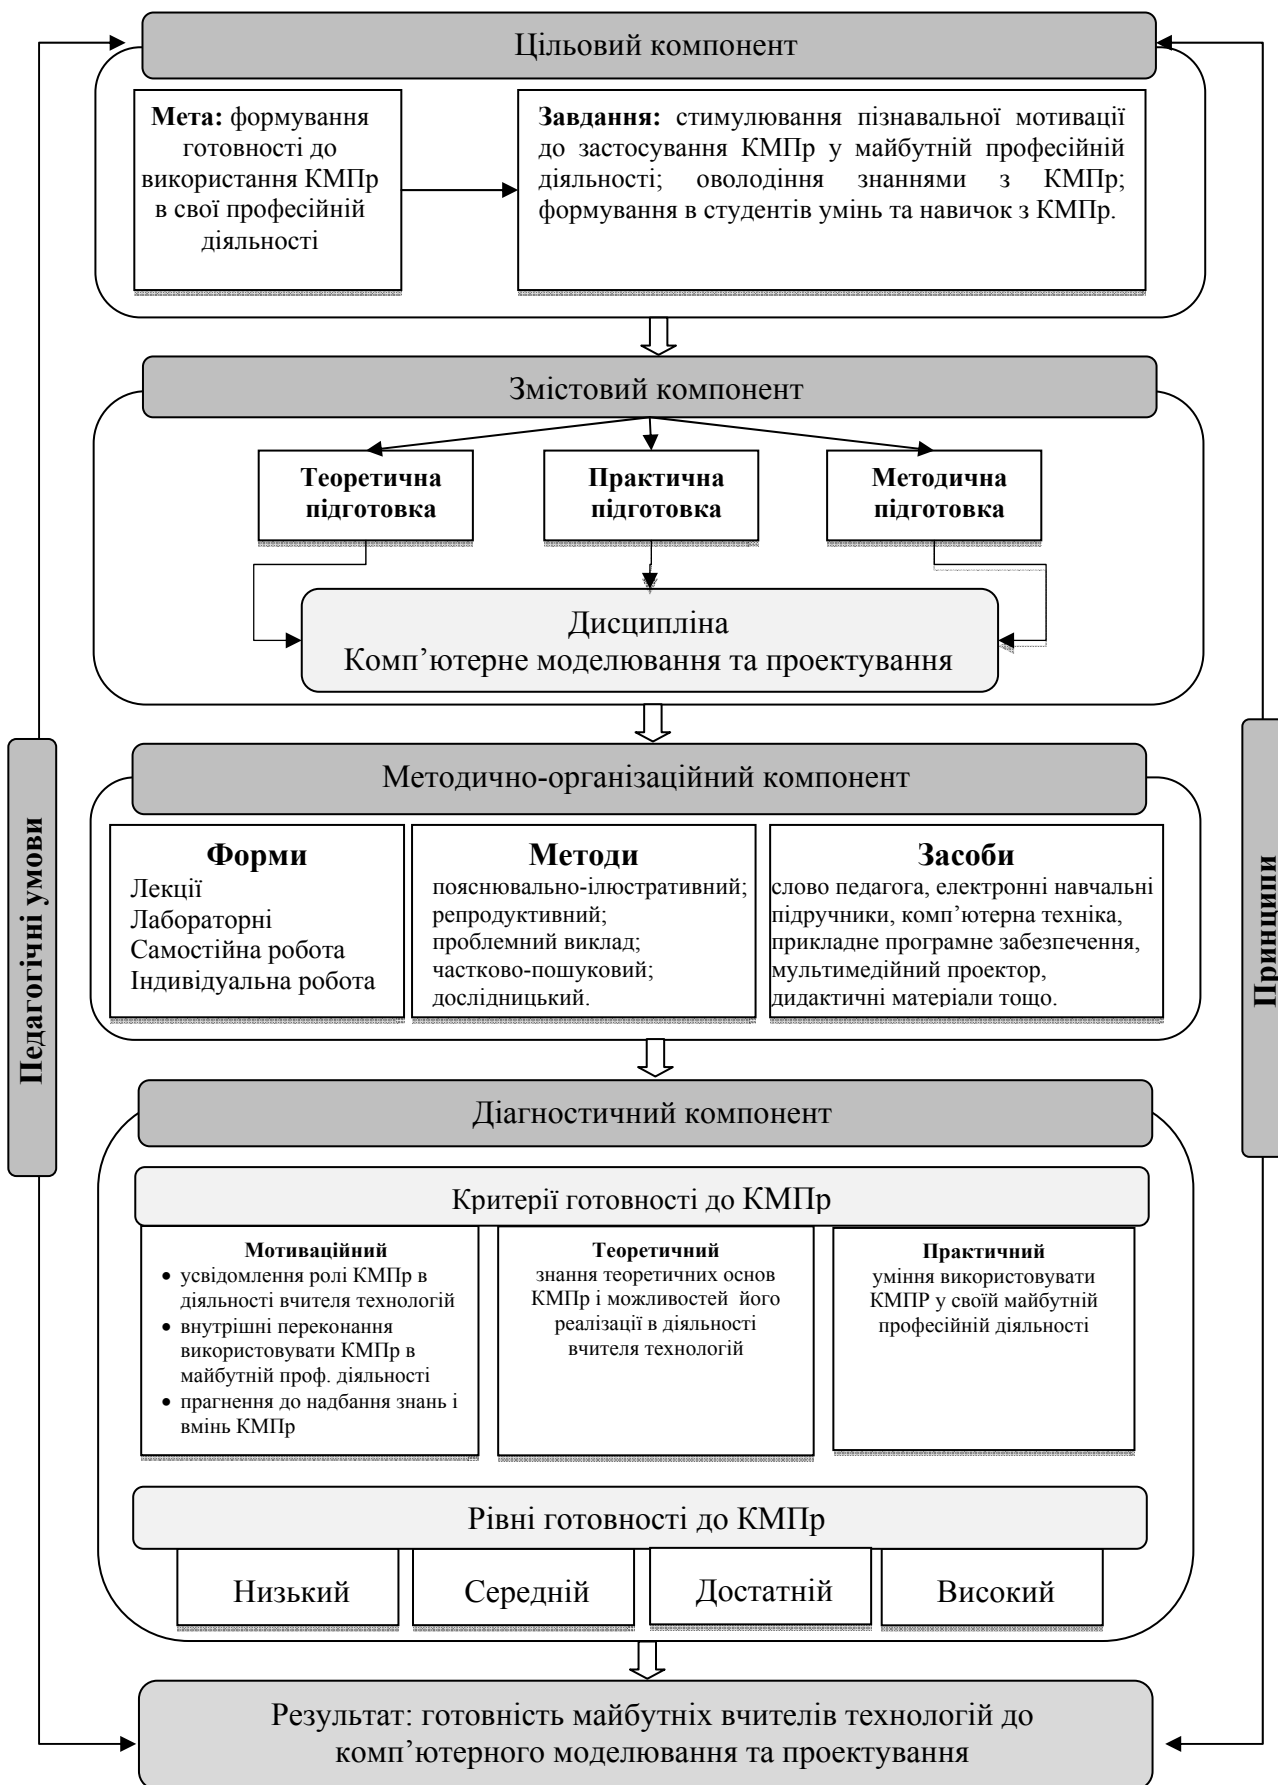 Цільовий компонент
Мета: формування
готовності до
використання КМПр
в свої професійній
діяльності
Завдання: стимулювання пізнавальної мотивації
до застосування КМПр у майбутній професійній
діяльності; оволодіння знаннями з КМПр;
формування в студентів умінь та навичок з КМПр.
Змістовий компонент
Теоретична
підготовка
Практична
підготовка
Методична
підготовка
Дисципліна
Комп’ютерне моделювання та проектування
Педагогічні умови
Принципи
Методично-організаційний компонент
Форми
Лекції
Лабораторні
Самостійна робота
Індивідуальна робота
Методи
пояснювально-ілюстративний;
репродуктивний;
проблемний виклад;
частково-пошуковий;
дослідницький.
Засоби
слово педагога, електронні навчальні
підручники, комп’ютерна техніка,
прикладне програмне забезпечення,
мультимедійний проектор,
дидактичні матеріали тощо.
Діагностичний компонент
Критерії готовності до КМПр
Мотиваційний
• усвідомлення ролі КМПр в
діяльності вчителя технологій
• внутрішні переконання
використовувати КМПр в
майбутній проф. діяльності
• прагнення до надбання знань і
вмінь КМПр
Теоретичний
знання теоретичних основ
КМПр і можливостей його
реалізації в діяльності
вчителя технологій
Практичний
уміння використовувати
КМПР у своїй майбутній
професійній діяльності
Рівні готовності до КМПр
Низький
Середній
Достатній
Високий
Результат: готовність майбутніх вчителів технологій до
комп’ютерного моделювання та проектування